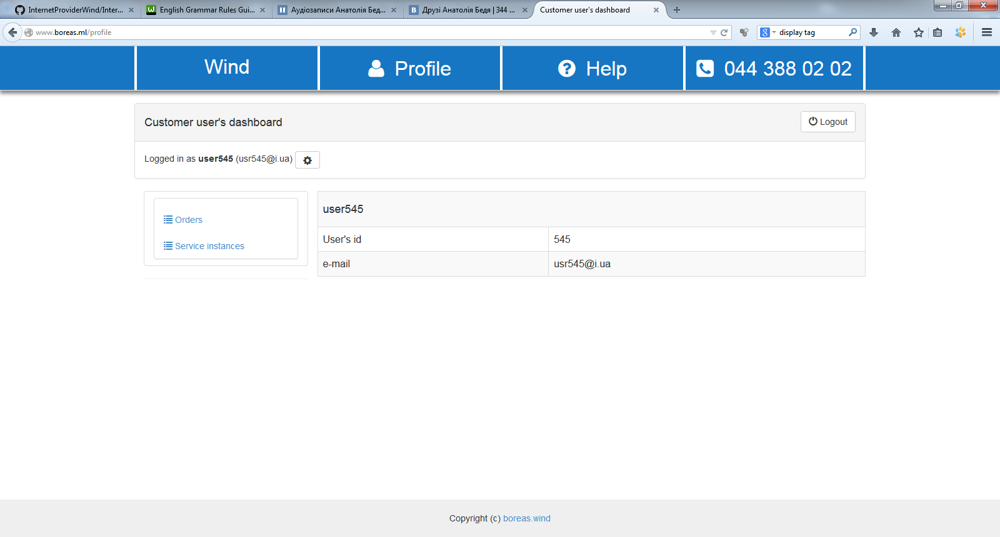 InternetProviderWind/Inter...
English Grammar Rules Gui...
Аудіозаписи Анатолія Бед...
В Друзі Анатолія Бедя | 344 ...
Customer user's dashboard
www.boreas.ml/profile
8 display tag
Wind
Profile
Help
044 388 02 02
Customer user's dashboard
Logout
Logged in as user545 (usr545@i.ua)
Orders
Service instances
user545
User's id 545
e-mail usr545@i.ua
Copyright (c) boreas.wind